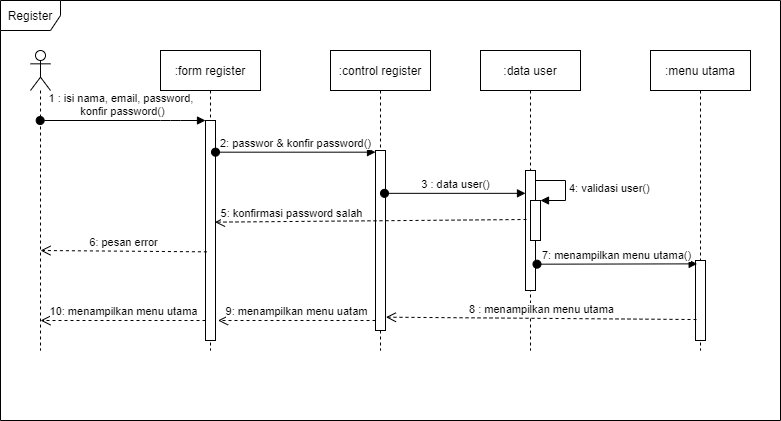 Register
:form register
:control register
:data user
:menu utama
1 : isi nama, email, password,
konfir password()
2: passwor & konfir password()
3 : data user()
4: validasi user()
5: konfirmasi password salah
6: pesan error
7: menampilkan menu utama()
8 : menampilkan menu utama
9: menampilkan menu uatam
10: menampilkan menu utama